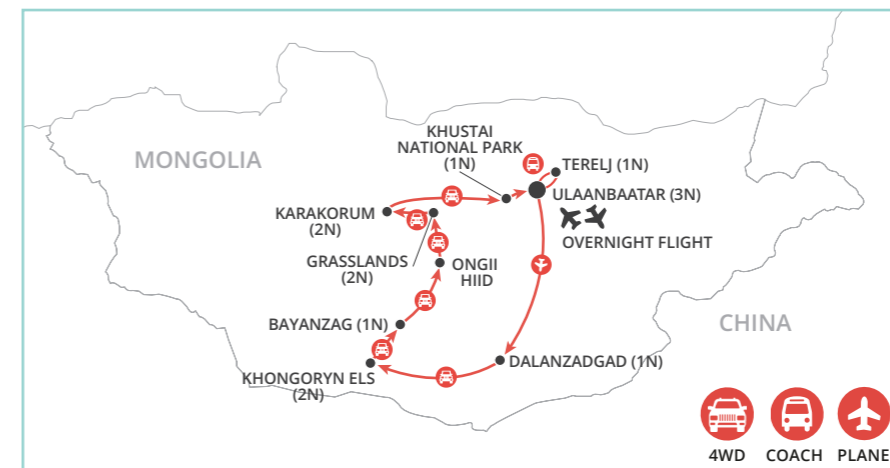 MONGOLIA
KHUSTAI
NATIONAL PARK
(1N)
TERELJ (1N)
ULAANBAATAR (3N)
OVERNIGHT FLIGHT
KARAKORUM
(2N)
GRASSLANDS
(2N)
ONGII
HIID
BAYANZAG (1N)
KHONGORYN ELS
(2N)
DALANZADGAD (1N)
CHINA
4WD
COACH
PLANE